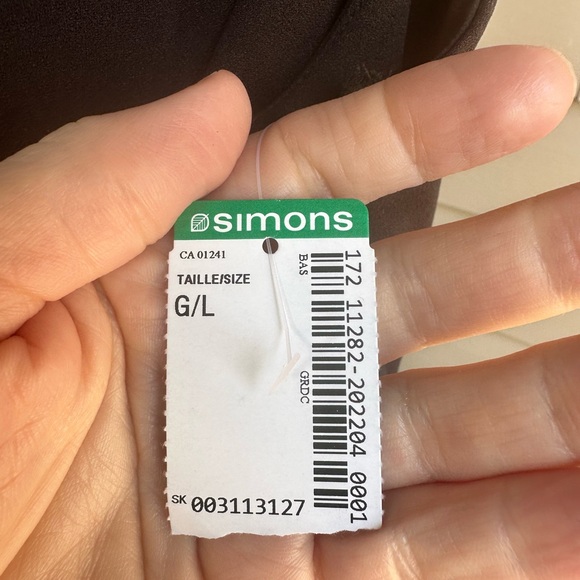 simons
CA 01241
TAILLE/SIZE
G/L
BAS
GRDC
172 11282-202204 0001
SK 003113127